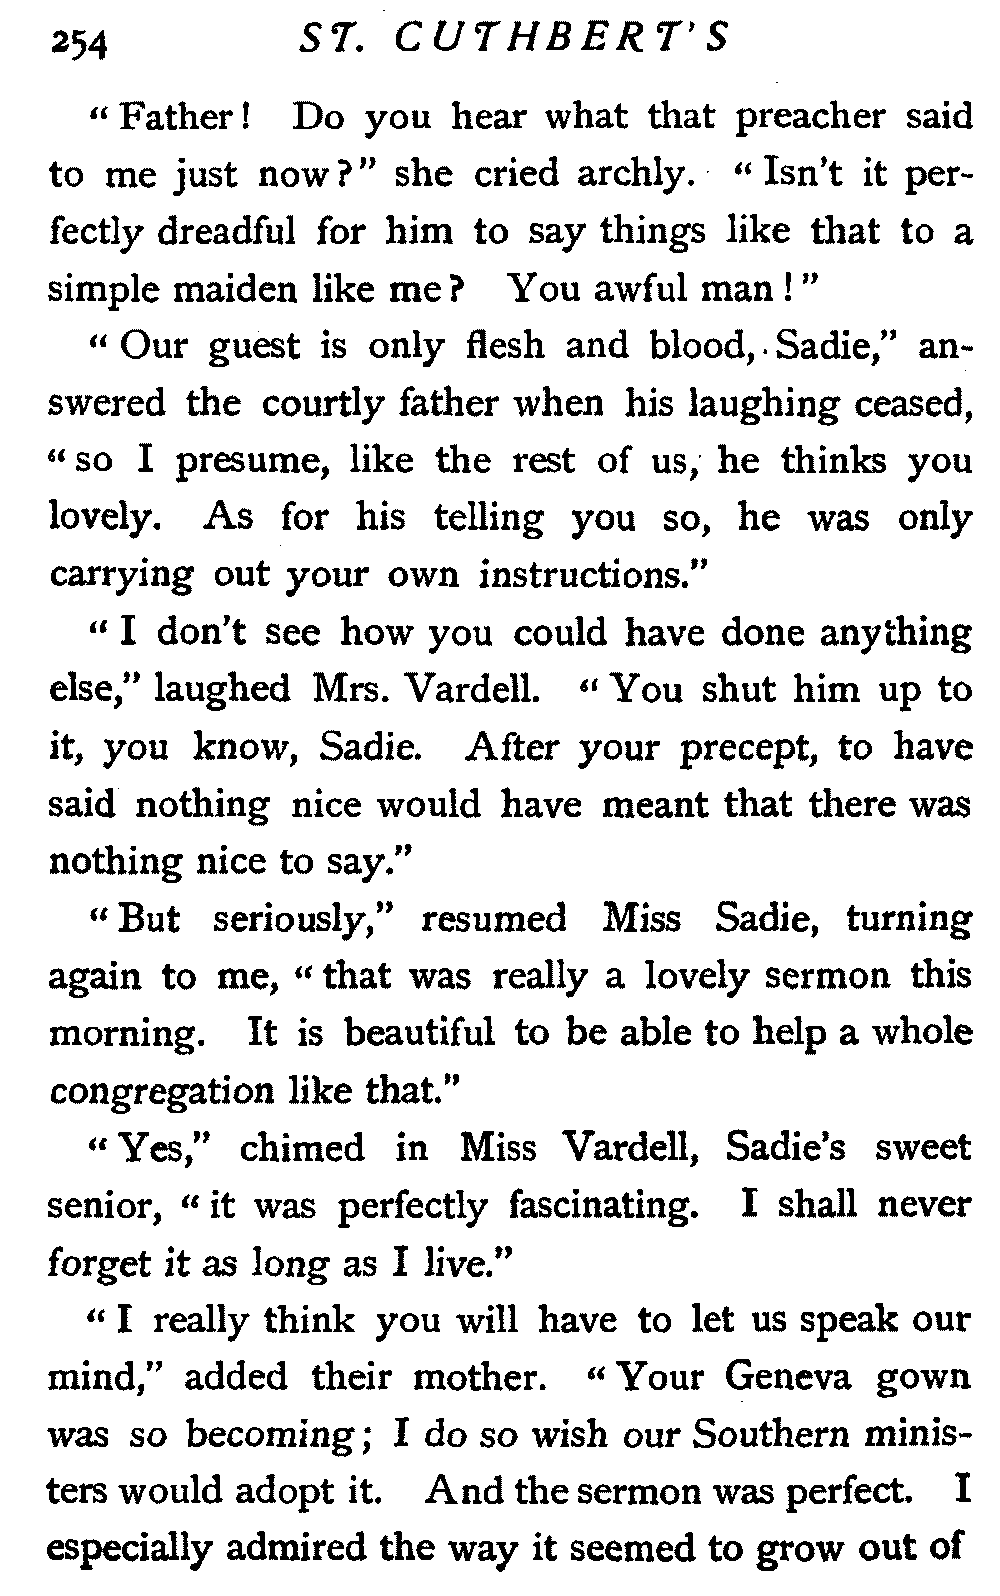 254 ST. CUTHBERT'S
“Father! Do you hear what that preacher said
to me just now?” she cried archly. “Isn't it per-
fectly dreadful for him to say things like that to a
simple maiden like me? You awful man!”
“Our guest is only flesh and blood, Sadie,” an-
swered the courtly father when his laughing ceased,
“so I presume, like the rest of us, he thinks you
lovely. As for his telling you so, he was only
carrying out your own instructions.”
“I don't see how you could have done anything
else,” laughed Mrs. Vardell. “You shut him up to
it, you know, Sadie. After your precept, to have
said nothing nice would have meant that there was
nothing nice to say.”
“But seriously,” resumed Miss Sadie, turning
again to me, “that was really a lovely sermon this
morning. It is beautiful to be able to help a whole
congregation like that.”
“Yes,” chimed in Miss Vardell, Sadie's sweet
senior, “it was perfectly fascinating. I shall never
forget it as long as I live.”
“I really think you will have to let us speak our
mind,” added their mother. “Your Geneva gown
was so becoming; I do so wish our Southern minis-
ters would adopt it. And the sermon was perfect. I
especially admired the way it seemed to grow out of